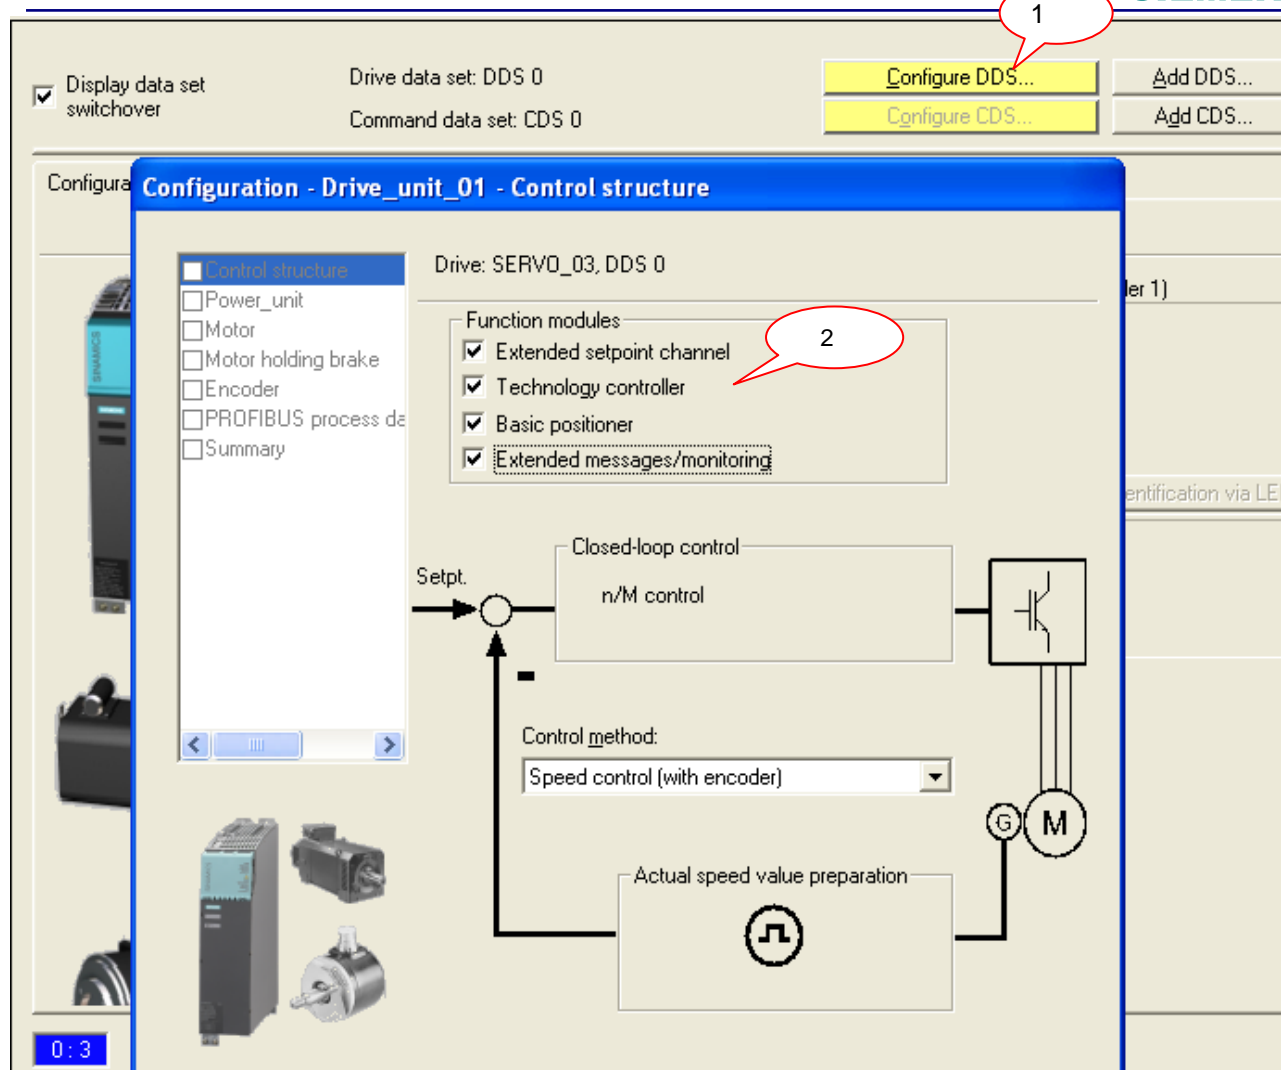 1
Display data set
switchover
Drive data set: DDS 0
Command data set: CDS 0
Configure DDS...
Configure CDS...
Add DDS...
Add CDS...
Configura
Configuration - Drive_unit_01 - Control structure
Control structure
Power_unit
Motor
Motor holding brake
Encoder
PROFIBUS process da
Summary
Drive: SERVO_03, DDS 0
Function modules
2
Extended setpoint channel
Technology controller
Basic positioner
Extended messages/monitoring
ler 1)
entification via LE
Closed-loop control
n/M control
Setpt.
Control method:
Speed control (with encoder)
G
M
Actual speed value preparation
SINAMICS
0 : 3